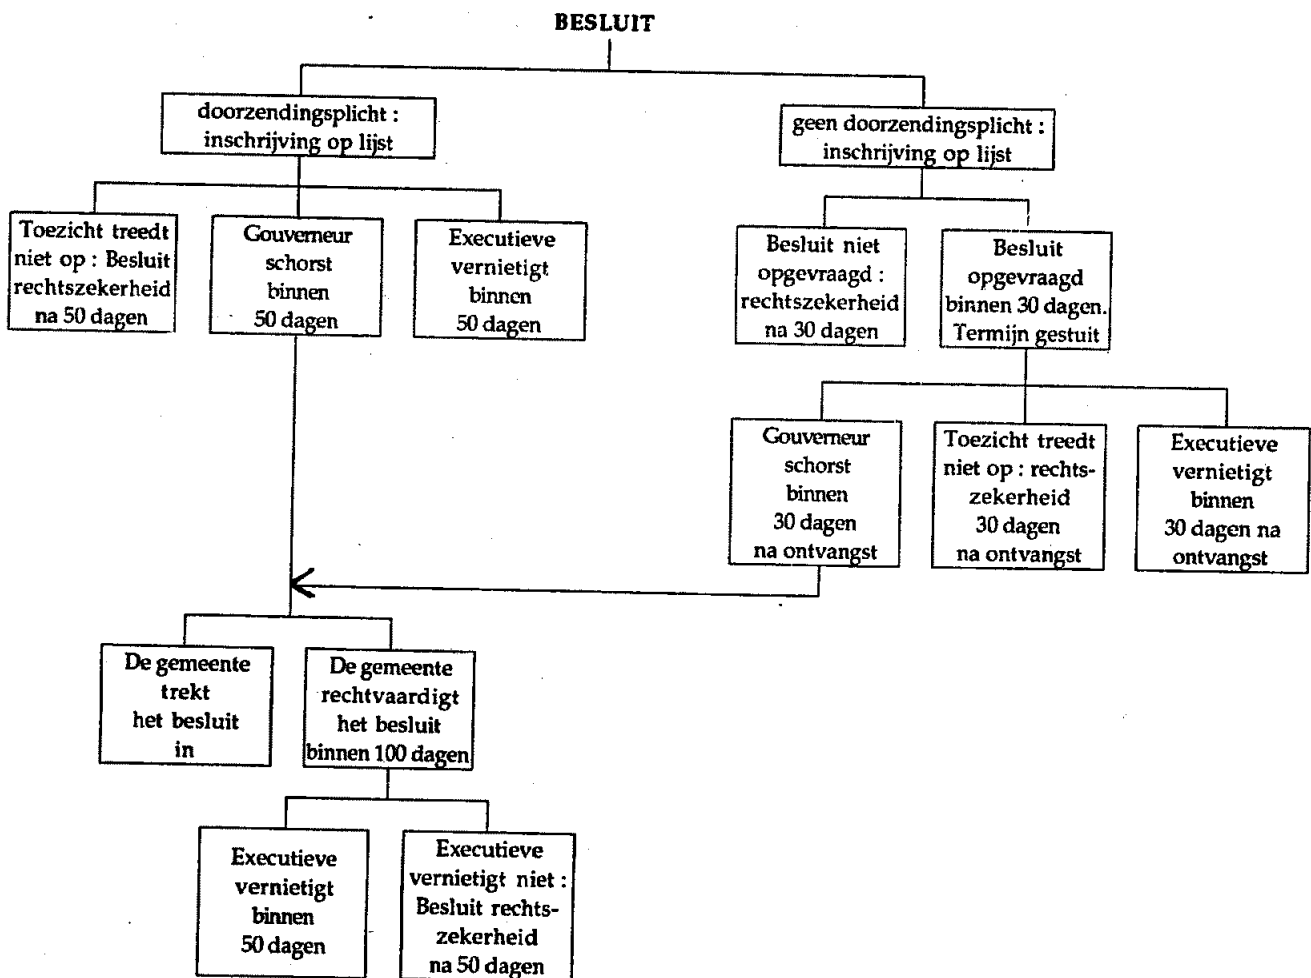 BESLUIT
doorzendingsplicht :
inschrijving op lijst
geen doorzendingsplicht :
inschrijving op lijst
Toezicht treedt
niet op : Besluit
rechtszekerheid
na 50 dagen
Gouverneur
schorst
binnen
50 dagen
Executieve
vernietigt
binnen
50 dagen
Besluit niet
opgevraagd :
rechtszekerheid
na 30 dagen
Besluit
opgevraagd
binnen 30 dagen.
Termijn gestuit
Gouverneur
schorst
binnen
30 dagen
na ontvangst
Toezicht treedt
niet op : rechts-
zekerheid
30 dagen
na ontvangst
Executieve
vernietigt
binnen
30 dagen na
ontvangst
De gemeente
trekt
het besluit
in
De gemeente
rechtvaardigt
het besluit
binnen 100 dagen
Executieve
vernietigt
binnen
50 dagen
Executieve
vernietigt niet :
Besluit rechts-
zekerheid
na 50 dagen